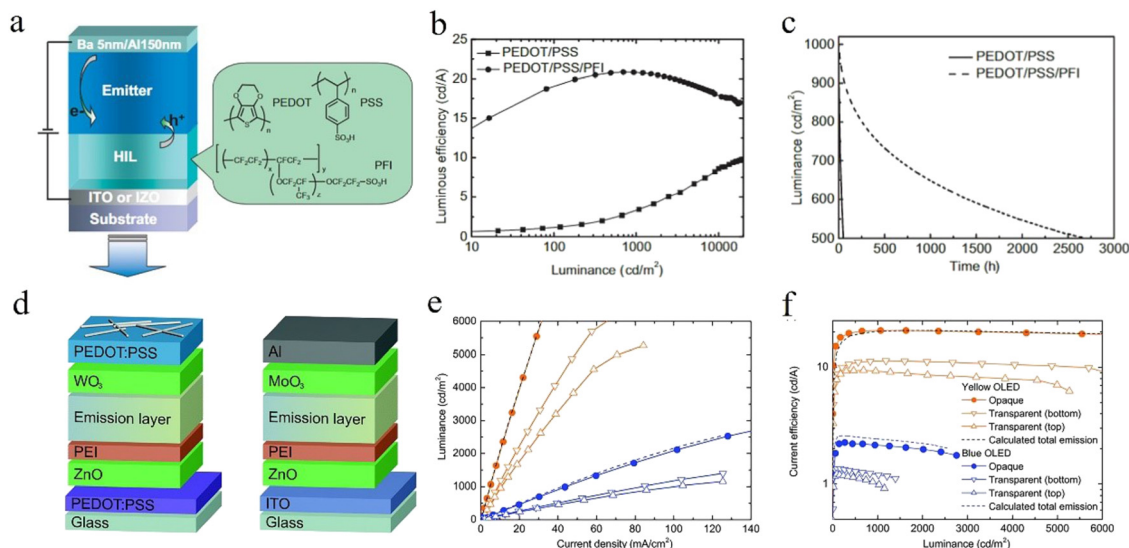 a
Ba 5nm/Al150nm
Emitter
e-
h+
HIL
ITO or IZO
Substrate
PEDOT
PSS
n
n
SO₃H
PFI
CF₂CF₂
x
CFCF₂
y
OCF₂CF
z
OCF₂CF₂
SO₃H
CF₃
b
Luminous efficiency (cd/A)
25
20
15
10
5
0
PEDOT/PSS
PEDOT/PSS/PFI
10
100
1000
10000
Luminance (cd/m²)
c
Luminance (cd/m²)
1000
900
800
700
600
500
PEDOT/PSS
PEDOT/PSS/PFI
0
500
1000
1500
2000
2500
3000
Time (h)
d
PEDOT:PSS
WO₃
Emission layer
PEI
ZnO
PEDOT:PSS
Glass
Al
MoO₃
Emission layer
PEI
ZnO
ITO
Glass
e
Luminance (cd/m²)
6000
5000
4000
3000
2000
1000
0
0
20
40
60
80
100
120
140
Current density (mA/cm²)
f
Current efficiency (cd/A)
10
1
Yellow OLED
Opaque
Transparent (bottom)
Transparent (top)
Calculated total emission
Blue OLED
Opaque
Transparent (bottom)
Transparent (top)
Calculated total emission
0
1000
2000
3000
4000
5000
6000
Luminance (cd/m²)